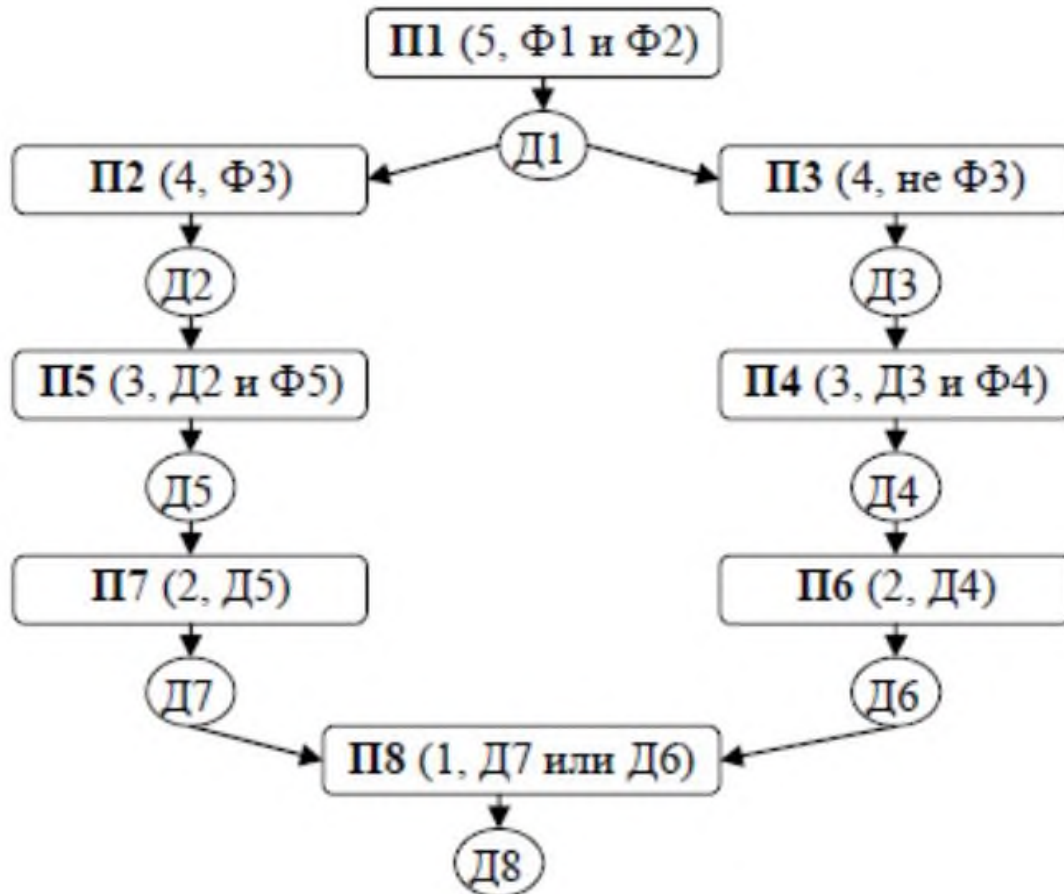 П1 (5, Ф1 и Ф2)
Д1
П2 (4, Ф3)
П3 (4, не Ф3)
Д2
Д3
П5 (3, Д2 и Ф5)
П4 (3, Д3 и Ф4)
Д5
Д4
П7 (2, Д5)
П6 (2, Д4)
Д7
Д6
П8 (1, Д7 или Д6)
Д8